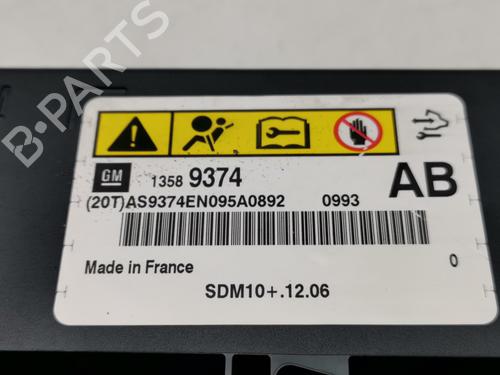 B-PARTS
GM 1358 9374 AB
(20T)AS9374EN095A0892 0993
Made in France 0
SDM10+.12.06